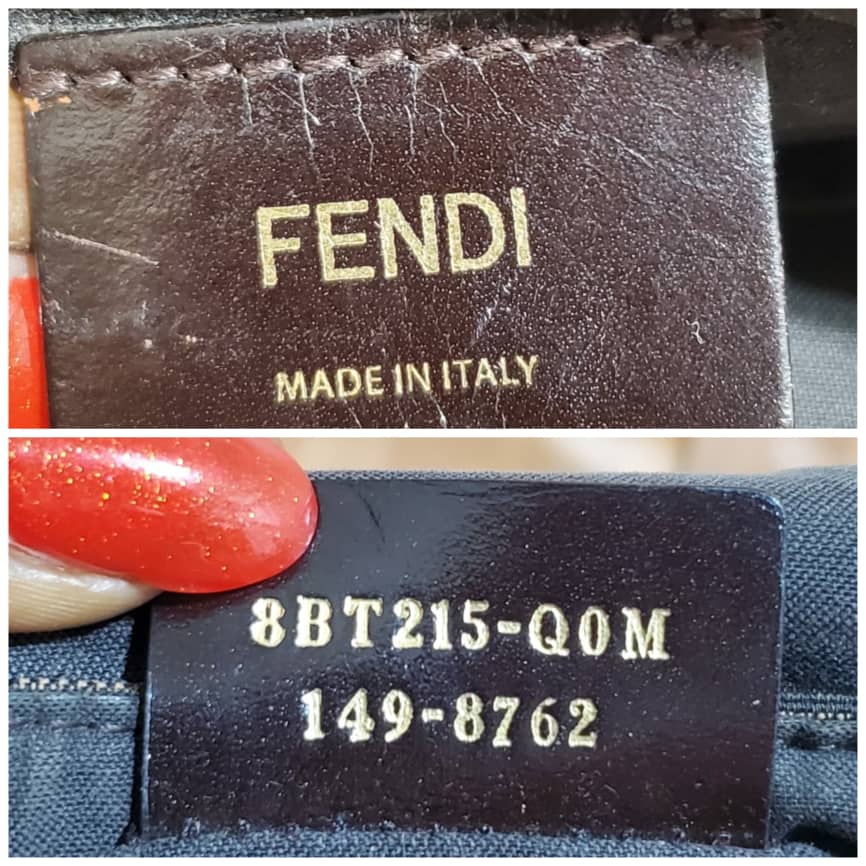 FENDI
MADE IN ITALY
8BT215-Q0M
149-8762